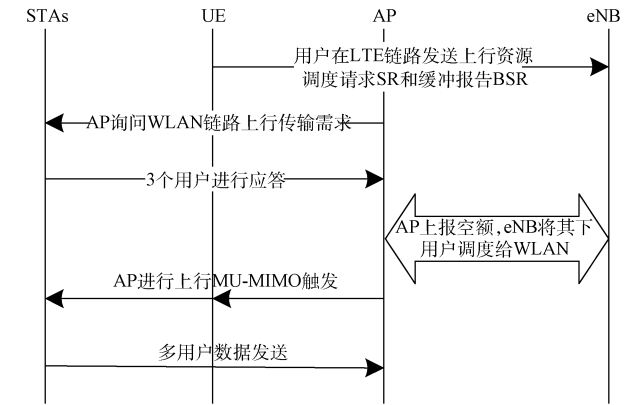 STAs UE AP eNB
用户在LTE链路发送上行资源
调度请求SR和缓冲报告BSR
AP询问WLAN链路上行传输需求
3个用户进行应答
AP上报空额,eNB将其下
用户调度给WLAN
AP进行上行MU-MIMO触发
多用户数据发送